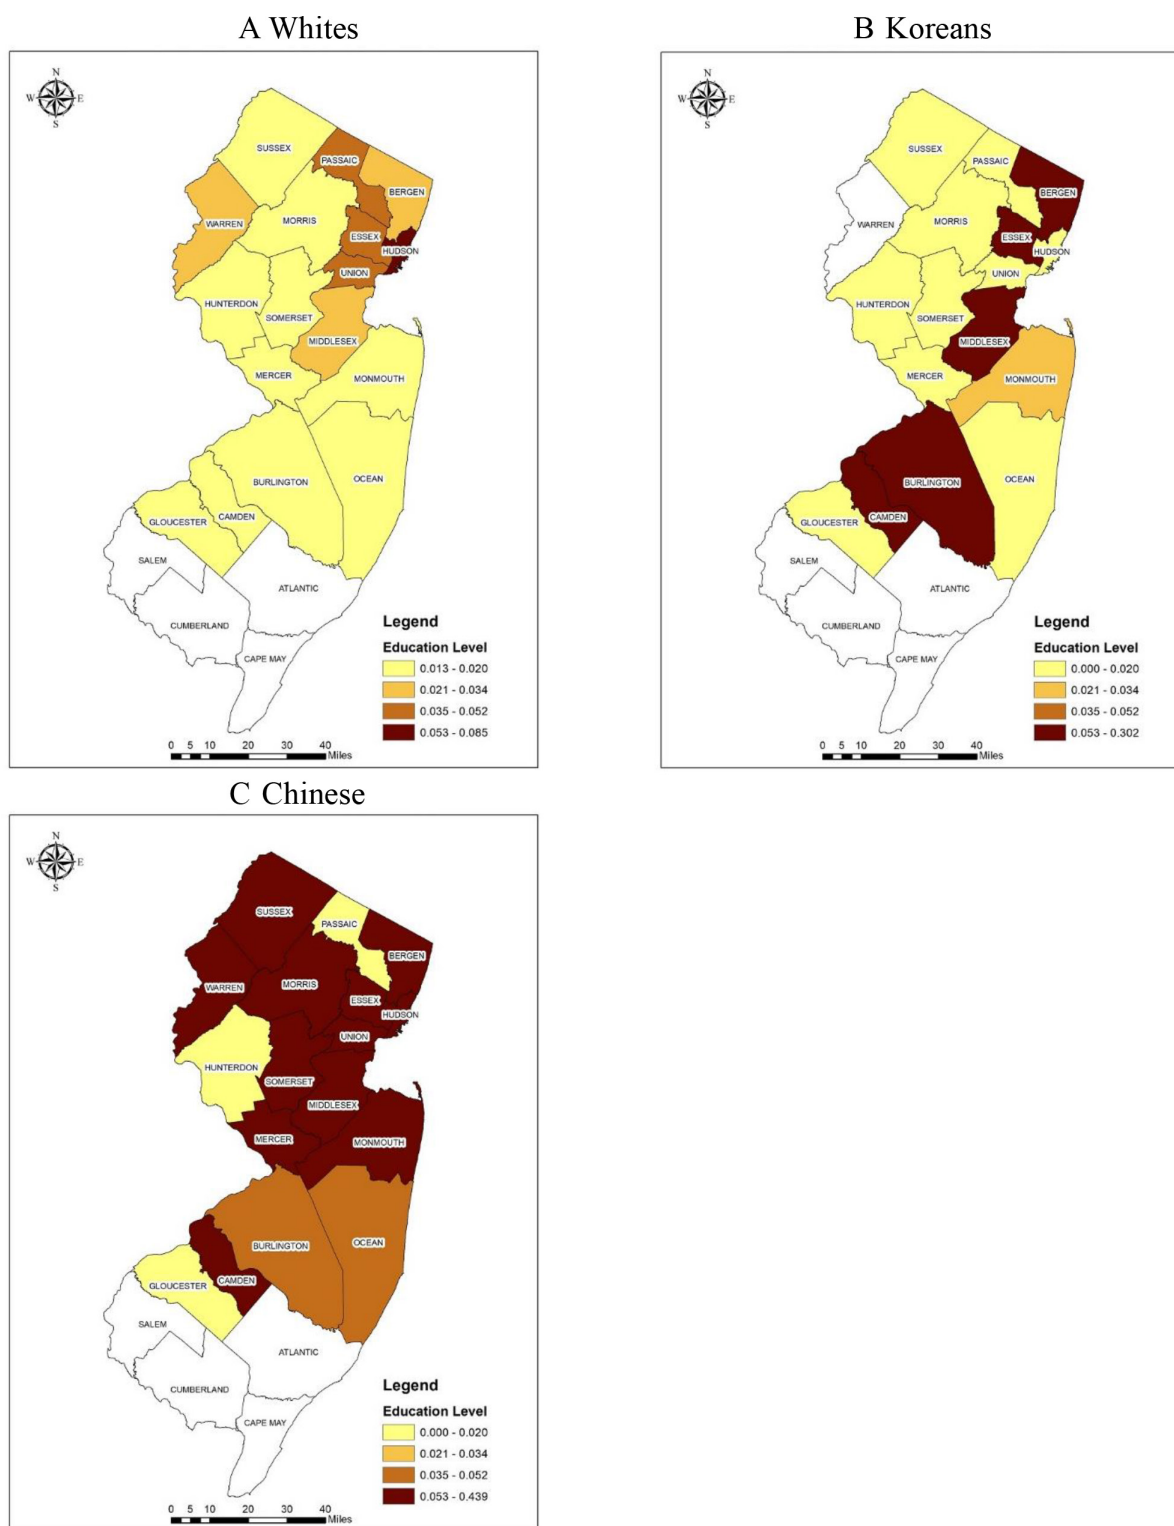 A Whites
N
W E
S
SUSSEX
PASSAIC
BERGEN
WARREN
MORRIS
ESSEX
HUDSON
UNION
HUNTERDON
SOMERSET
MIDDLESEX
MERCER
MONMOUTH
BURLINGTON
OCEAN
CAMDEN
GLOUCESTER
SALEM
ATLANTIC
CUMBERLAND
CAPE MAY
Legend
Education Level
0.013 - 0.020
0.021 - 0.034
0.035 - 0.052
0.053 - 0.085
0 5 10 20 30 40
Miles
B Koreans
N
W E
S
SUSSEX
PASSAIC
BERGEN
WARREN
MORRIS
ESSEX
HUDSON
UNION
HUNTERDON
SOMERSET
MIDDLESEX
MERCER
MONMOUTH
BURLINGTON
OCEAN
CAMDEN
GLOUCESTER
SALEM
ATLANTIC
CUMBERLAND
CAPE MAY
Legend
Education Level
0.000 - 0.020
0.021 - 0.034
0.035 - 0.052
0.053 - 0.302
0 5 10 20 30 40
Miles
C Chinese
N
W E
S
SUSSEX
PASSAIC
BERGEN
WARREN
MORRIS
ESSEX
HUDSON
UNION
HUNTERDON
SOMERSET
MIDDLESEX
MERCER
MONMOUTH
BURLINGTON
OCEAN
CAMDEN
GLOUCESTER
SALEM
ATLANTIC
CUMBERLAND
CAPE MAY
Legend
Education Level
0.000 - 0.020
0.021 - 0.034
0.035 - 0.052
0.053 - 0.439
0 5 10 20 30 40
Miles